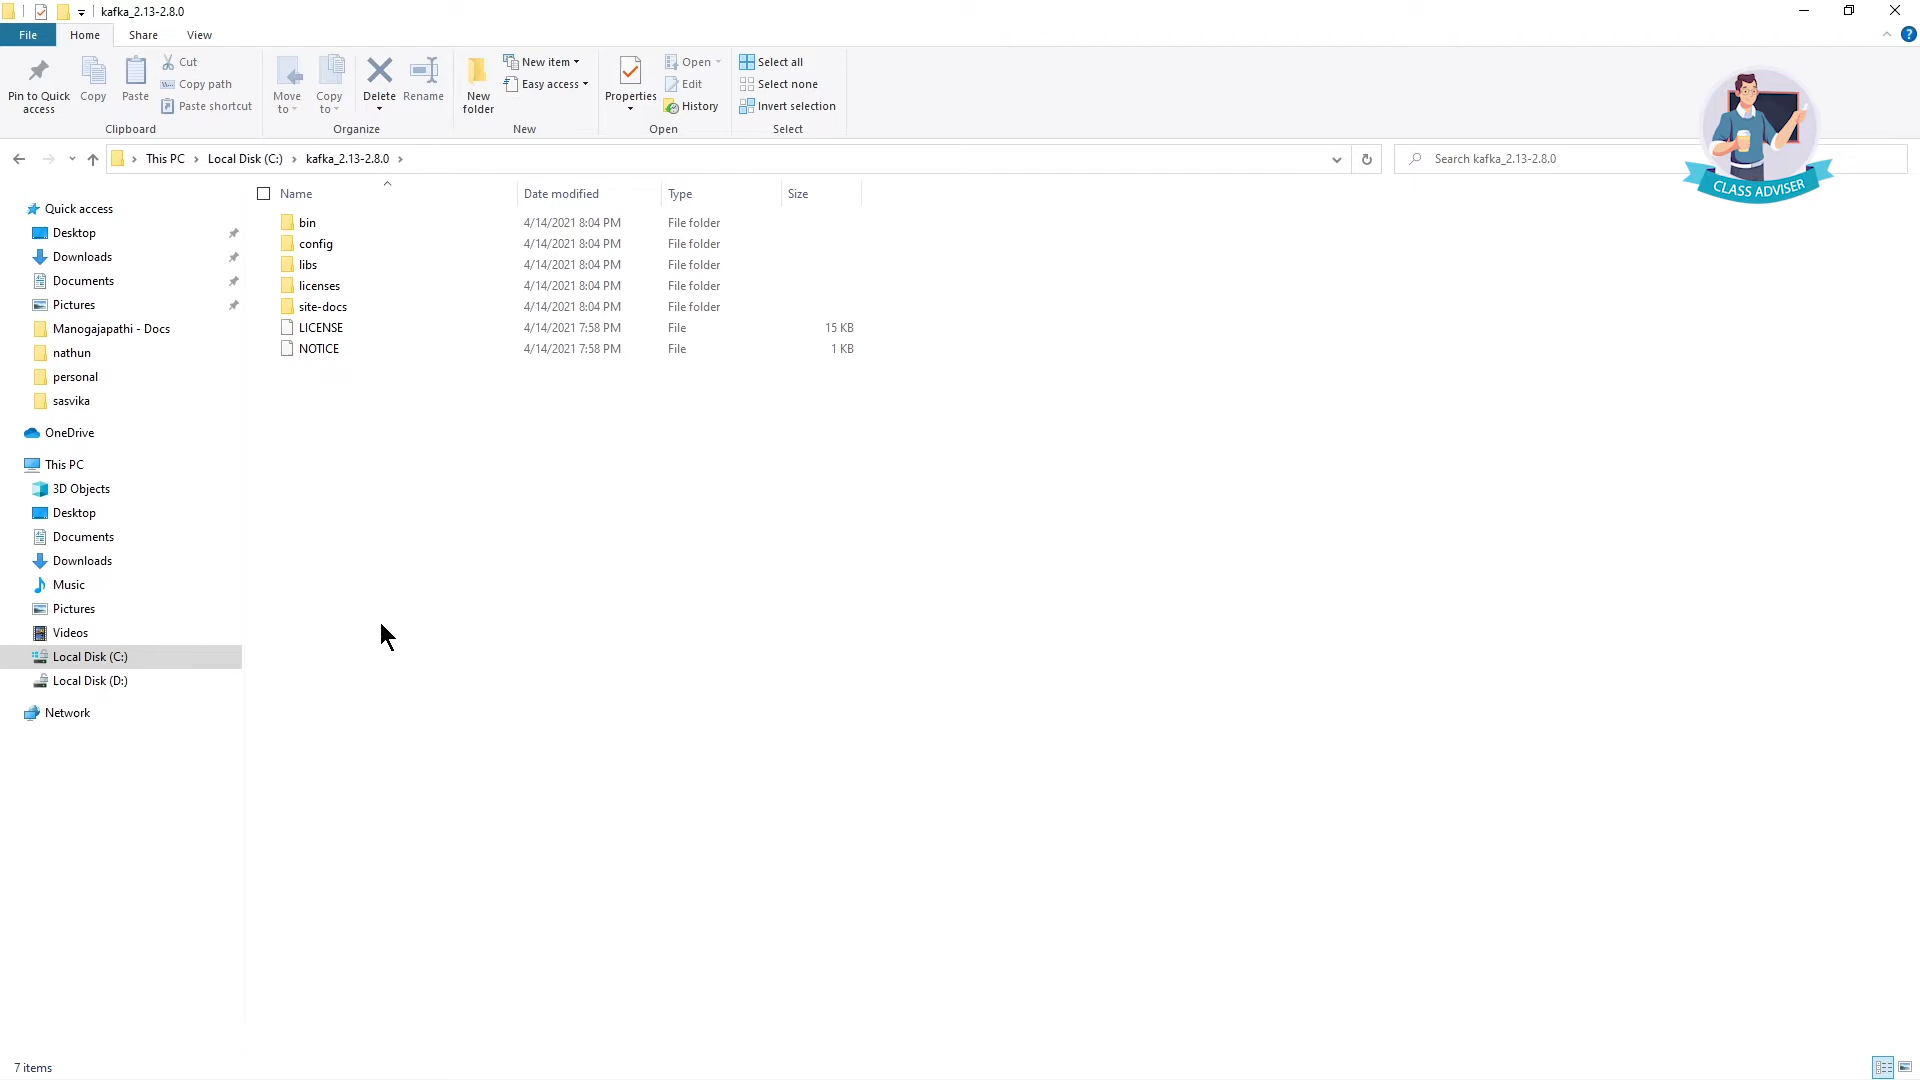 kafka_2.13-2.8.0
File Home Share View
Pin to Quick access
Copy
Paste
Cut
Copy path
Paste shortcut
Clipboard
Move to
Copy to
Delete
Rename
Organize
New folder
New item
Easy access
New
Properties
Open
Edit
History
Open
Select all
Select none
Invert selection
Select
CLASS ADVISER
This PC Local Disk (C:) kafka_2.13-2.8.0
Search kafka_2.13-2.8.0
Quick access
Desktop
Downloads
Documents
Pictures
Manogajapathi - Docs
nathun
personal
sasvika
OneDrive
This PC
3D Objects
Desktop
Documents
Downloads
Music
Pictures
Videos
Local Disk (C:)
Local Disk (D:)
Network
Name Date modified Type Size
bin 4/14/2021 8:04 PM File folder
config 4/14/2021 8:04 PM File folder
libs 4/14/2021 8:04 PM File folder
licenses 4/14/2021 8:04 PM File folder
site-docs 4/14/2021 8:04 PM File folder
LICENSE 4/14/2021 7:58 PM File 15 KB
NOTICE 4/14/2021 7:58 PM File 1 KB
7 items